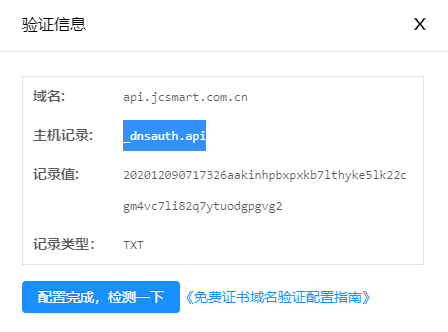 验证信息 X
域名: api.jcsmart.com.cn
主机记录: _dnsauth.api
记录值: 202012090717326aakinhpbxpxkb7lthyke5lk22c
gm4vc7li82q7ytuodgpgvg2
记录类型: TXT
配置完成，检测一下 《免费证书域名验证配置指南》